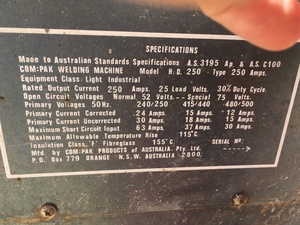 SPECIFICATIONS
Made to Australian Standards Specifications A.S. 3195 Ap, & A.S. C100
COM:PAK WELDING MACHINE Model H.D. 250 - Type 250 Amps.
Equipment Class: Light Industrial
Rated Output Current 250 Amps. 25 Load Volts. 30% Duty Cycle.
Open Circuit Voltages Normal 52 Volts. -- Special 75 Volts.
Primary Voltages 50Hz. 240/250 415/440 480/500
Primary Current Corrected 24 Amps 15 Amps 12 Amps
Primary Current Uncorrected 30 Amps 18 Amps 15 Amps
Maximum Short Circuit Input 63 Amps 37 Amps 30 Amps
Maximum Allowable Temperature Rise 115°C.
Insulation Class, 'F' Fibreglass 155°C. SERIAL No:
Mfd. by COM:PAK PRODUCTS of AUSTRALIA Pty. Ltd.
P.O. Box 779 ORANGE N.S.W. AUSTRALIA 2800.